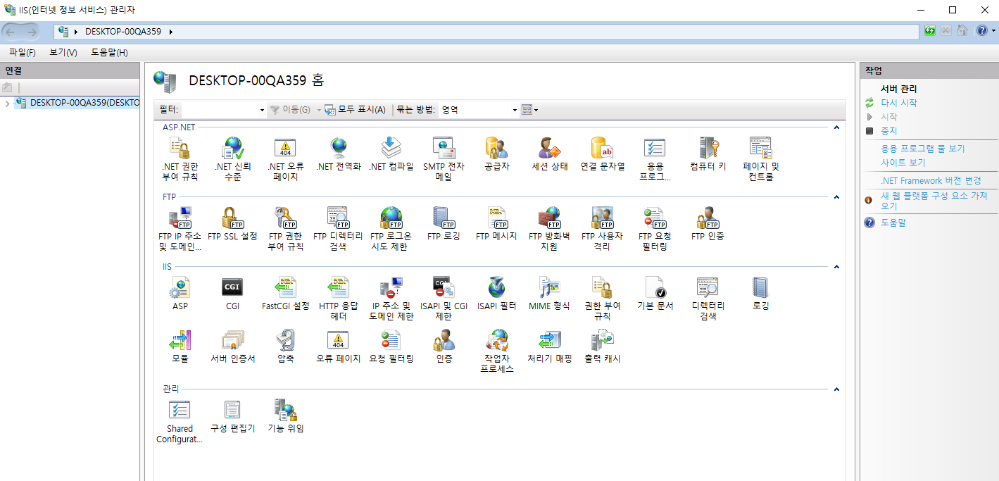 IIS(인터넷 정보 서비스) 관리자
DESKTOP-00QA359
파일(F) 보기(V) 도움말(H)
연결
DESKTOP-00QA359(DESKTO
DESKTOP-00QA359 홈
필터: 이동(G) 모두 표시(A) 묶는 방법: 영역
ASP.NET
.NET 권한
부여 규칙
.NET 신뢰
수준
.NET 오류
페이지
.NET 전역화
.NET 컴파일
SMTP 전자
메일
공급자
세션 상태
연결 문자열
응용
프로그...
컴퓨터 키
페이지 및
컨트롤
FTP
FTP IP 주소
및 도메인...
FTP SSL 설정
FTP 권한
부여 규칙
FTP 디렉터리
검색
FTP 로그온
시도 제한
FTP 로깅
FTP 메시지
FTP 방화벽
지원
FTP 사용자
격리
FTP 요청
필터링
FTP 인증
IIS
ASP
CGI
FastCGI 설정
HTTP 응답
헤더
IP 주소 및
도메인 제한
ISAPI 및 CGI
제한
ISAPI 필터
MIME 형식
권한 부여
규칙
기본 문서
디렉터리
검색
로깅
모듈
서버 인증서
압축
오류 페이지
요청 필터링
인증
작업자
프로세스
처리기 매핑
출력 캐시
관리
Shared
Configurat...
구성 편집기
기능 위임
작업
서버 관리
다시 시작
시작
중지
응용 프로그램 풀 보기
사이트 보기
.NET Framework 버전 변경
새 웹 플랫폼 구성 요소 가져
오기
도움말